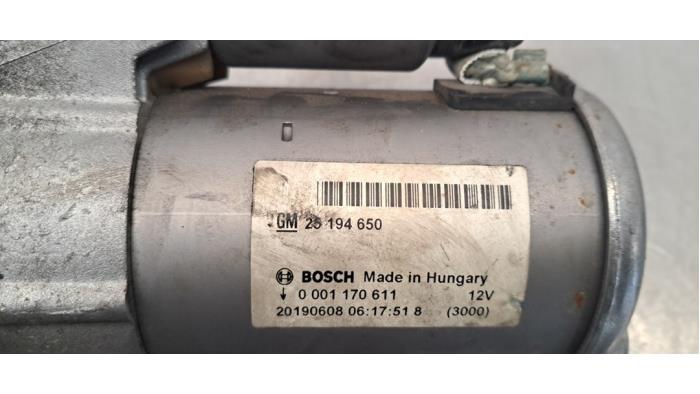 GM 25 194 650
BOSCH Made in Hungary
0 001 170 611 12V
20190608 06:17:51 8 (3000)